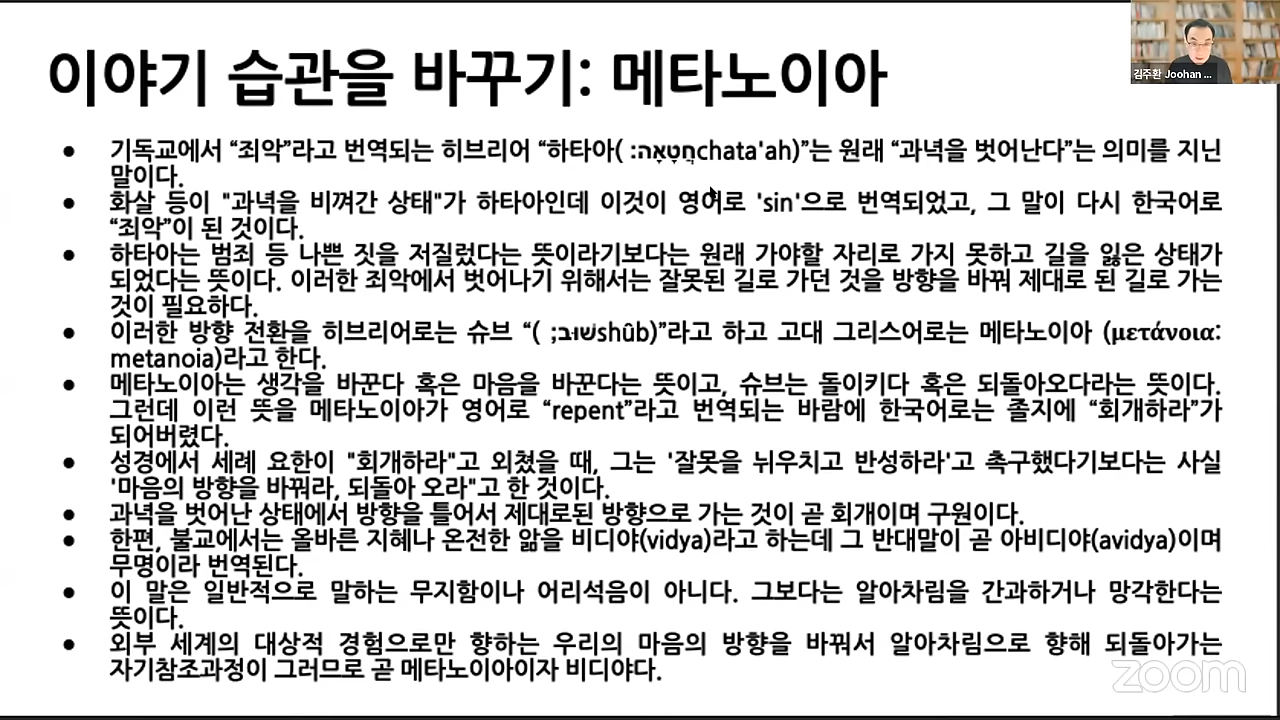 이야기 습관을 바꾸기: 메타노이아
김주환 Joohan ...
● 기독교에서 “죄악”라고 번역되는 히브리어 “하타아( :חֲטָאָהchata'ah)”는 원래 “과녁을 벗어난다”는 의미를 지닌
말이다.
● 화살 등이 "과녁을 비껴간 상태"가 하타아인데 이것이 영어로 'sin'으로 번역되었고, 그 말이 다시 한국어로
“죄악”이 된 것이다.
● 하타아는 범죄 등 나쁜 짓을 저질렀다는 뜻이라기보다는 원래 가야할 자리로 가지 못하고 길을 잃은 상태가
되었다는 뜻이다. 이러한 죄악에서 벗어나기 위해서는 잘못된 길로 가던 것을 방향을 바꿔 제대로 된 길로 가는
것이 필요하다.
● 이러한 방향 전환을 히브리어로는 슈브 “( ;שׁוּבshûb)”라고 하고 고대 그리스어로는 메타노이아 (μετάνοια:
metanoia)라고 한다.
● 메타노이아는 생각을 바꾼다 혹은 마음을 바꾼다는 뜻이고, 슈브는 돌이키다 혹은 되돌아오다라는 뜻이다.
그런데 이런 뜻을 메타노이아가 영어로 “repent”라고 번역되는 바람에 한국어로는 졸지에 “회개하라”가
되어버렸다.
● 성경에서 세례 요한이 "회개하라"고 외쳤을 때, 그는 '잘못을 뉘우치고 반성하라'고 촉구했다기보다는 사실
'마음의 방향을 바꿔라, 되돌아 오라"고 한 것이다.
● 과녁을 벗어난 상태에서 방향을 틀어서 제대로된 방향으로 가는 것이 곧 회개이며 구원이다.
● 한편, 불교에서는 올바른 지혜나 온전한 앎을 비디야(vidya)라고 하는데 그 반대말이 곧 아비디야(avidya)이며
무명이라 번역된다.
● 이 말은 일반적으로 말하는 무지함이나 어리석음이 아니다. 그보다는 알아차림을 간과하거나 망각한다는
뜻이다.
● 외부 세계의 대상적 경험으로만 향하는 우리의 마음의 방향을 바꿔서 알아차림으로 향해 되돌아가는
자기참조과정이 그러므로 곧 메타노이아이자 비디야다.
zoom